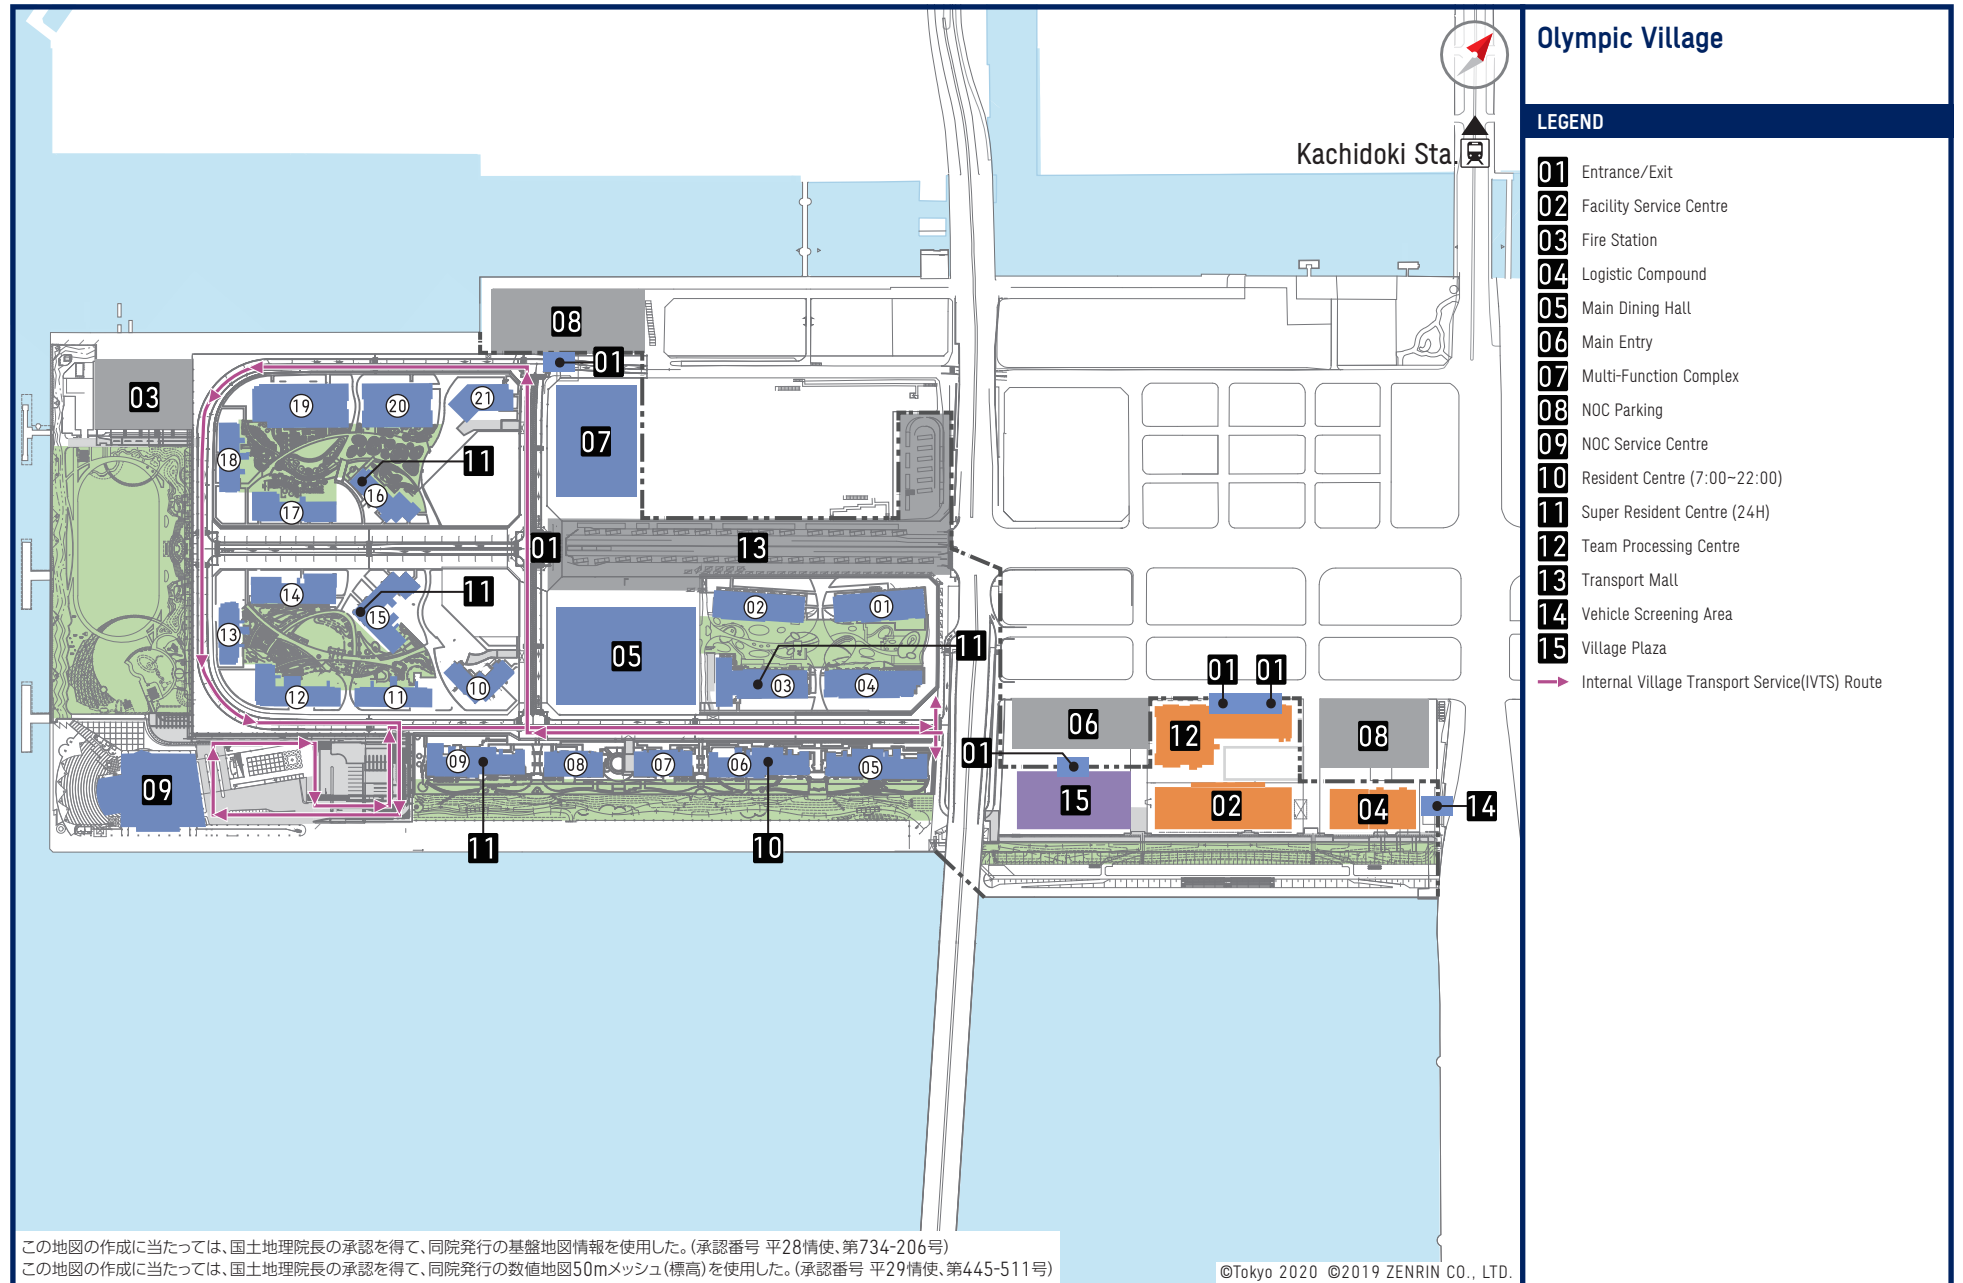 Olympic Village
LEGEND
01 Entrance/Exit
02 Facility Service Centre
03 Fire Station
04 Logistic Compound
05 Main Dining Hall
06 Main Entry
07 Multi-Function Complex
08 NOC Parking
09 NOC Service Centre
10 Resident Centre (7:00~22:00)
11 Super Resident Centre (24H)
12 Team Processing Centre
13 Transport Mall
14 Vehicle Screening Area
15 Village Plaza
Internal Village Transport Service(IVTS) Route
Kachidoki Sta.
08
01
03
19
20
21
07
18
11
16
17
01
13
14
11
15
02
01
13
05
11
12
11
10
03
04
01
01
06
12
08
01
09
08
07
06
05
09
15
02
04
14
11
10
この地図の作成に当たっては、国土地理院長の承認を得て、同院発行の基盤地図情報を使用した。(承認番号 平28情使、第734-206号)
この地図の作成に当たっては、国土地理院長の承認を得て、同院発行の数値地図50mメッシュ(標高)を使用した。(承認番号 平29情使、第445-511号)
©Tokyo 2020 ©2019 ZENRIN CO., LTD.